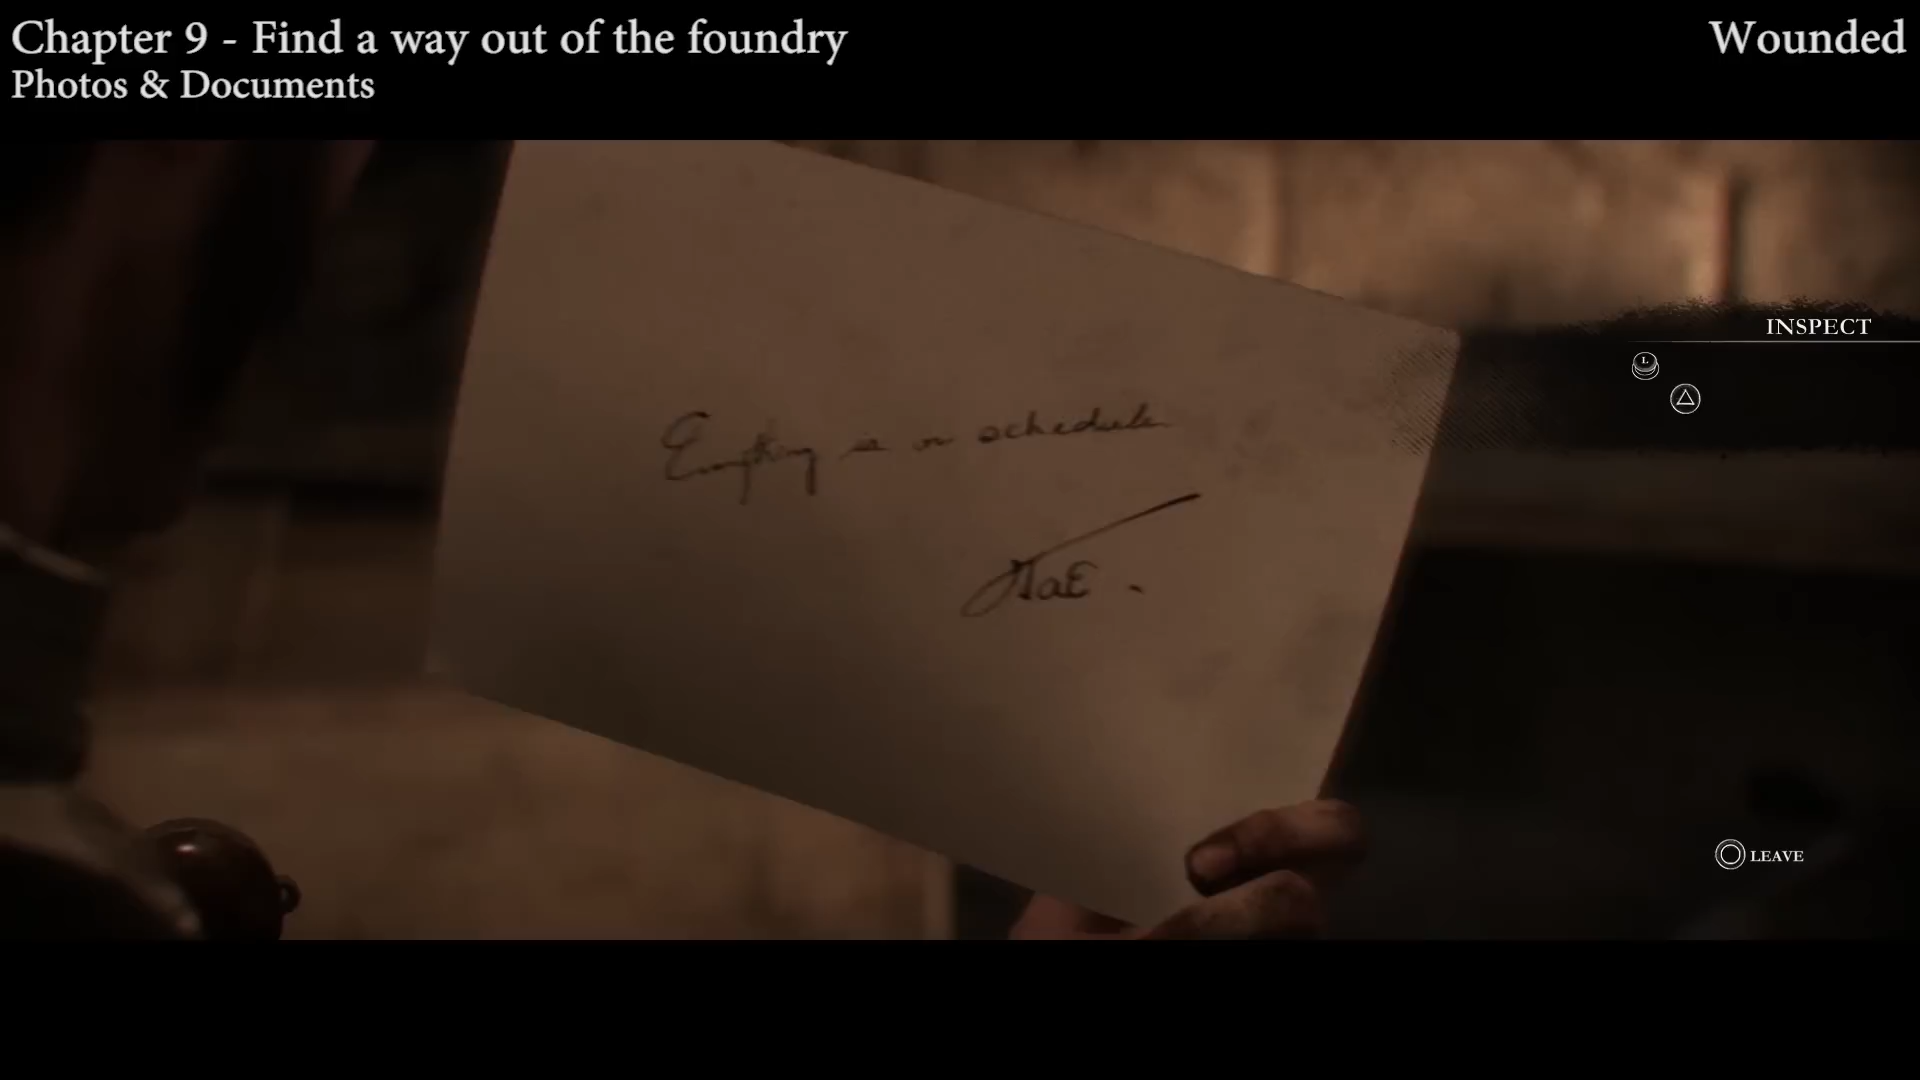 Chapter 9 - Find a way out of the foundry
Wounded
Photos & Documents
INSPECT
L
Everything is on schedule
LEAVE